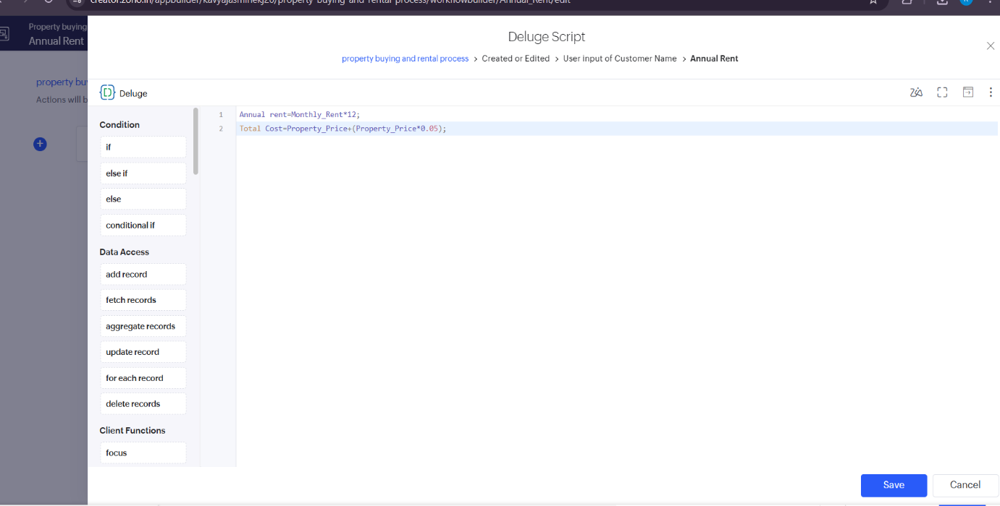 creator.zoho.in/appbuilder/kavyajasminekj26/property-buying-and-rental-process/workflowbuilder/Annual_Rent/edit
Property buying
Annual Rent
property bu
Actions will b
Deluge Script
property buying and rental process > Created or Edited > User input of Customer Name > Annual Rent
Deluge
Condition
if
else if
else
conditional if
Data Access
add record
fetch records
aggregate records
update record
for each record
delete records
Client Functions
focus
1 Annual rent=Monthly_Rent*12;
2 Total Cost=Property_Price+(Property_Price*0.05);
Save Cancel